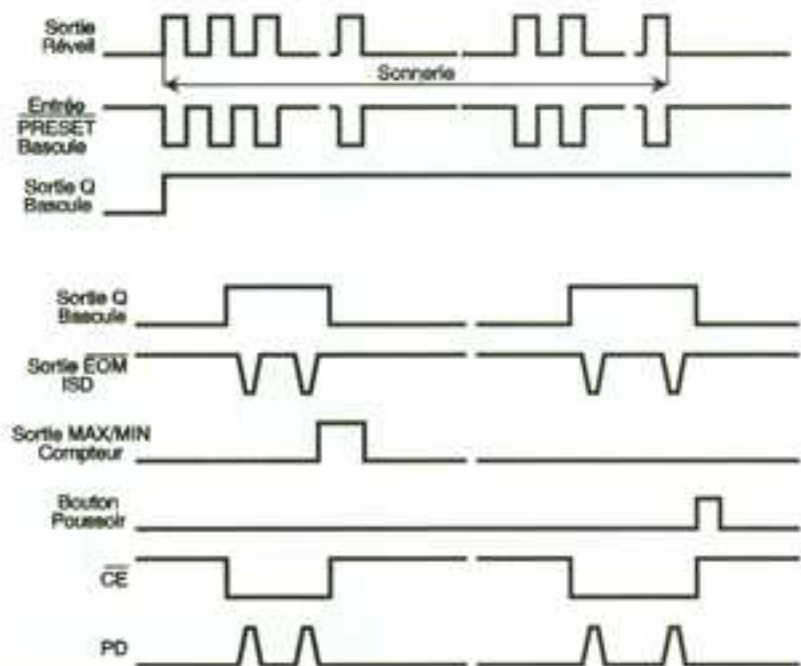 Sortie
Réveil
Sonnerie
Entrée
PRESET
Bascule
Sortie Q
Bascule
Sortie Q
Bascule
Sortie EOM
ISD
Sortie MAX/MIN
Compteur
Bouton
Poussoir
CE
PD